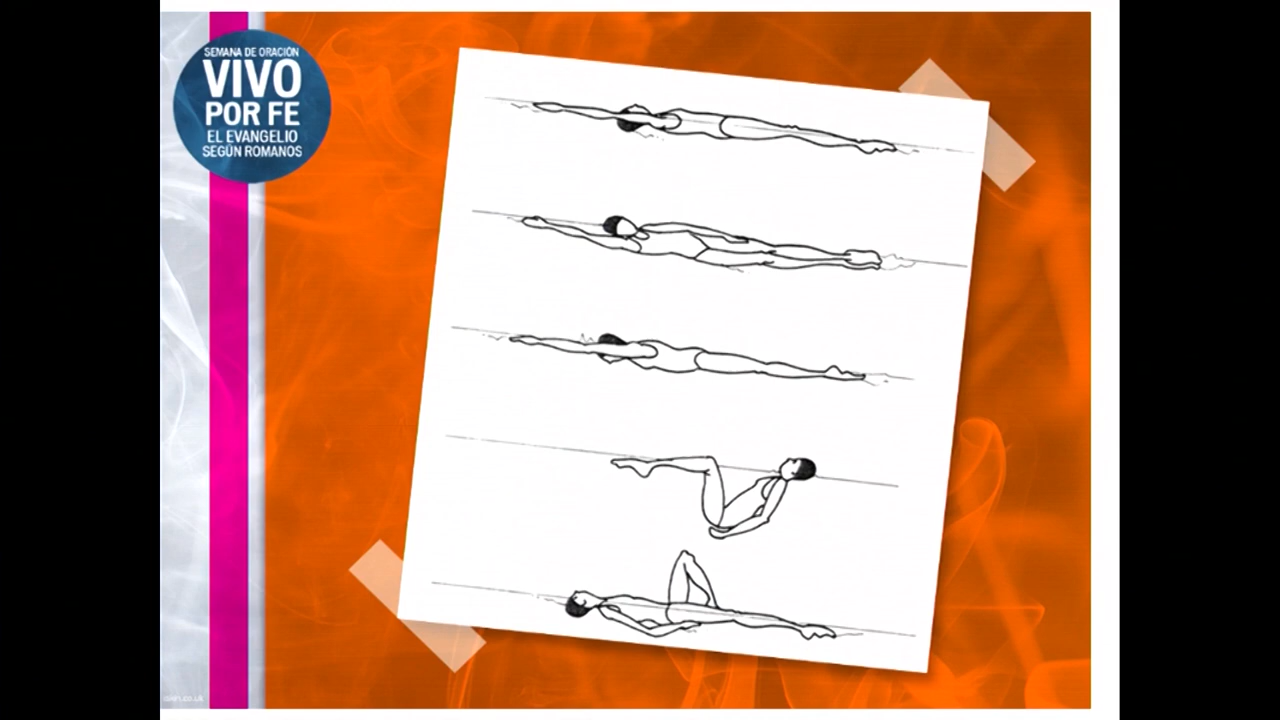 SEMANA DE ORACIÓN
VIVO
POR FE
EL EVANGELIO
SEGÚN ROMANOS